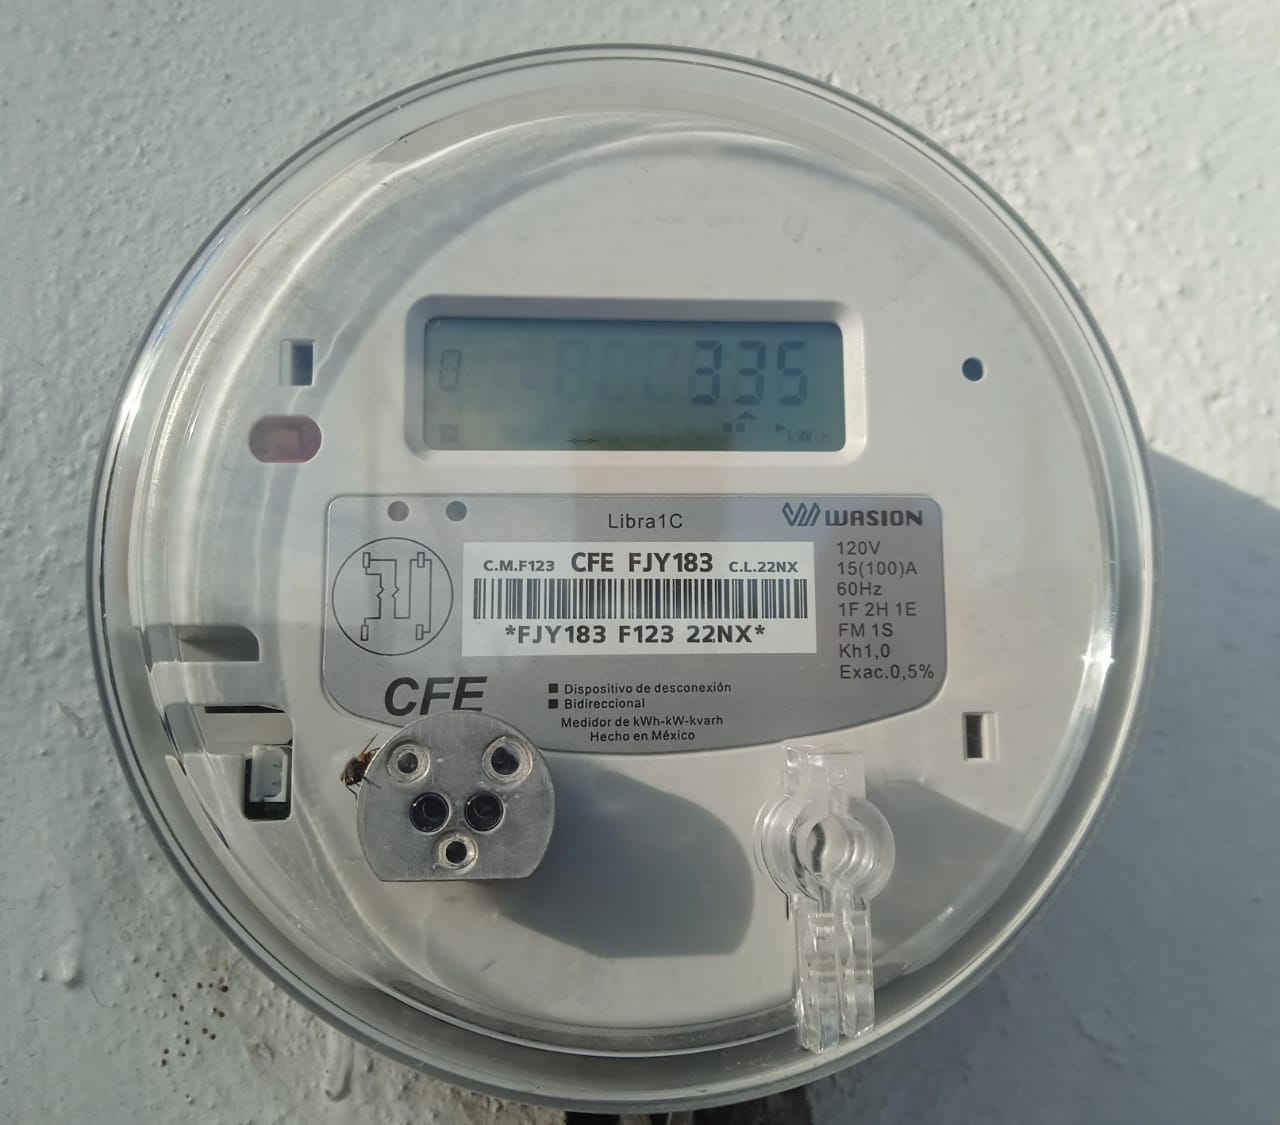 335
kW h
Libra1C
WASION
C.M.F123 CFE FJY183 C.L.22NX
*FJY183 F123 22NX*
120V
15(100)A
60Hz
1F 2H 1E
FM 1S
Kh1,0
Exac.0,5%
CFE
Dispositivo de desconexión
Bidireccional
Medidor de kWh-kW-kvarh
Hecho en México